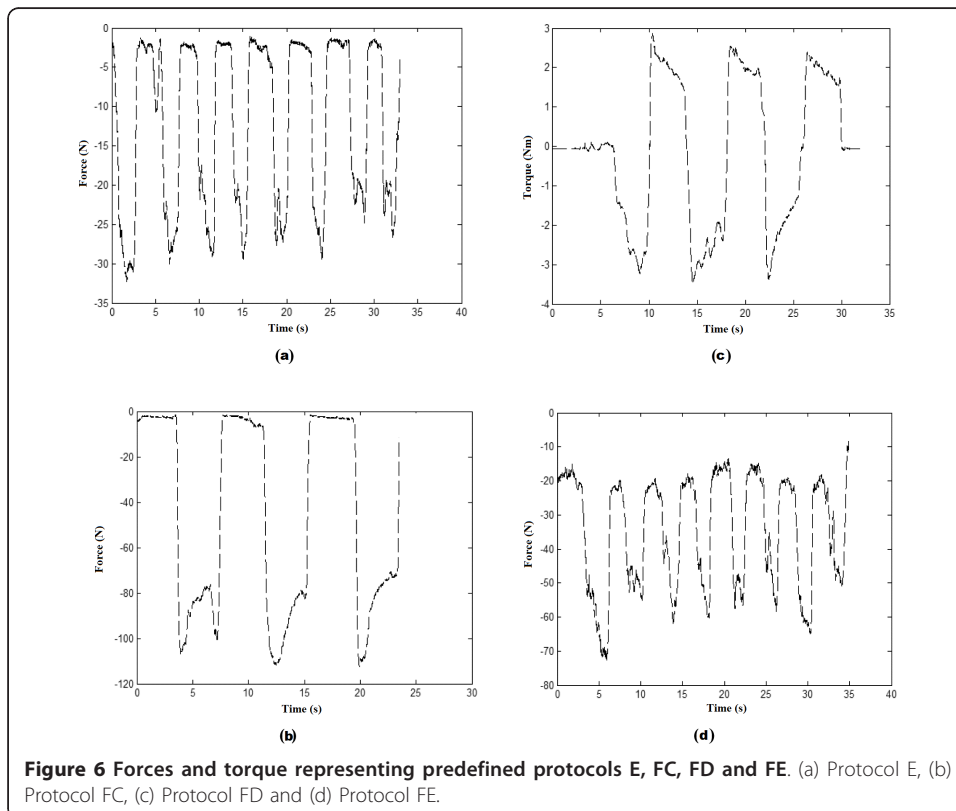 0
-5
-10
-15
-20
-25
-30
-35
Force (N)
0 5 10 15 20 25 30 35 40
Time (s)
(a)
3
2
1
0
-1
-2
-3
-4
Torque (Nm)
0 5 10 15 20 25 30 35
Time (s)
(c)
0
-20
-40
-60
-80
-100
-120
Force (N)
0 5 10 15 20 25 30
Time (s)
(b)
0
-10
-20
-30
-40
-50
-60
-70
-80
Force (N)
0 5 10 15 20 25 30 35 40
Time (s)
(d)
Figure 6 Forces and torque representing predefined protocols E, FC, FD and FE. (a) Protocol E, (b)
Protocol FC, (c) Protocol FD and (d) Protocol FE.